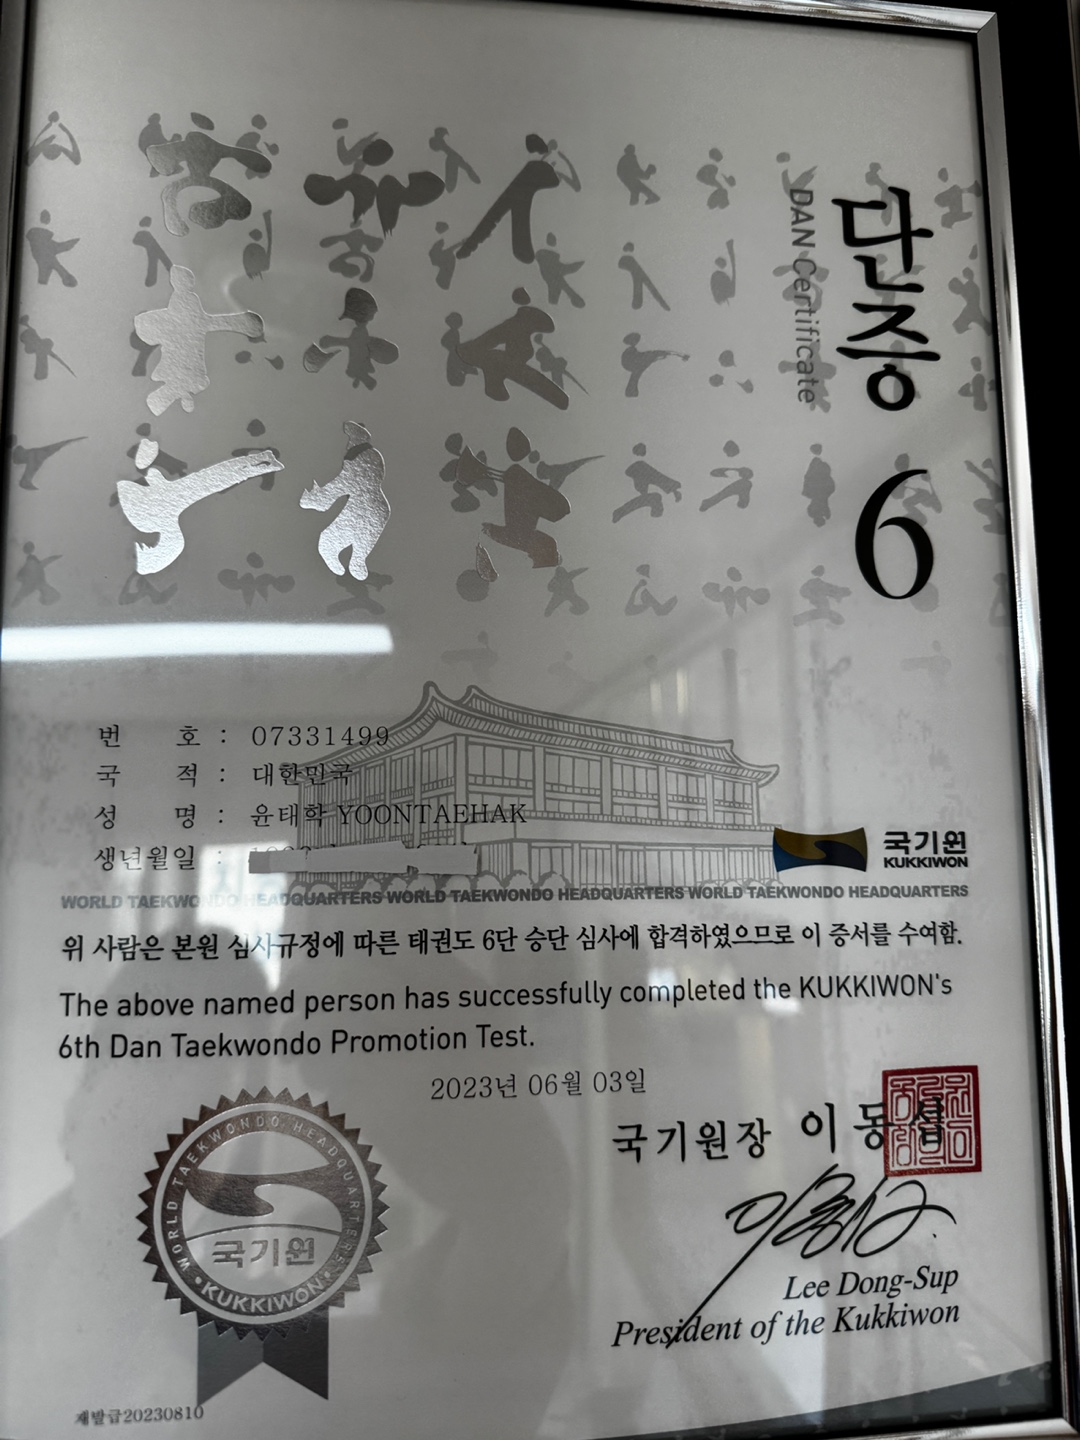 단증
DAN Certificate
6
번 호 : 07331499
국 적 : 대한민국
성 명 : 윤태학 YOONTAEHAK
생년월일 :
국기원
KUKKIWON
WORLD TAEKWONDO HEADQUARTERS WORLD TAEKWONDO HEADQUARTERS WORLD TAEKWONDO HEADQUARTERS
위 사람은 본원 심사규정에 따른 태권도 6단 승단 심사에 합격하였으므로 이 증서를 수여함.
The above named person has successfully completed the KUKKIWON's
6th Dan Taekwondo Promotion Test.
2023년 06월 03일
국기원장 이동섭
WORLD TAEKWONDO HEADQUARTERS
국기원
KUKKIWON
Lee Dong-Sup
President of the Kukkiwon
재발급20230810